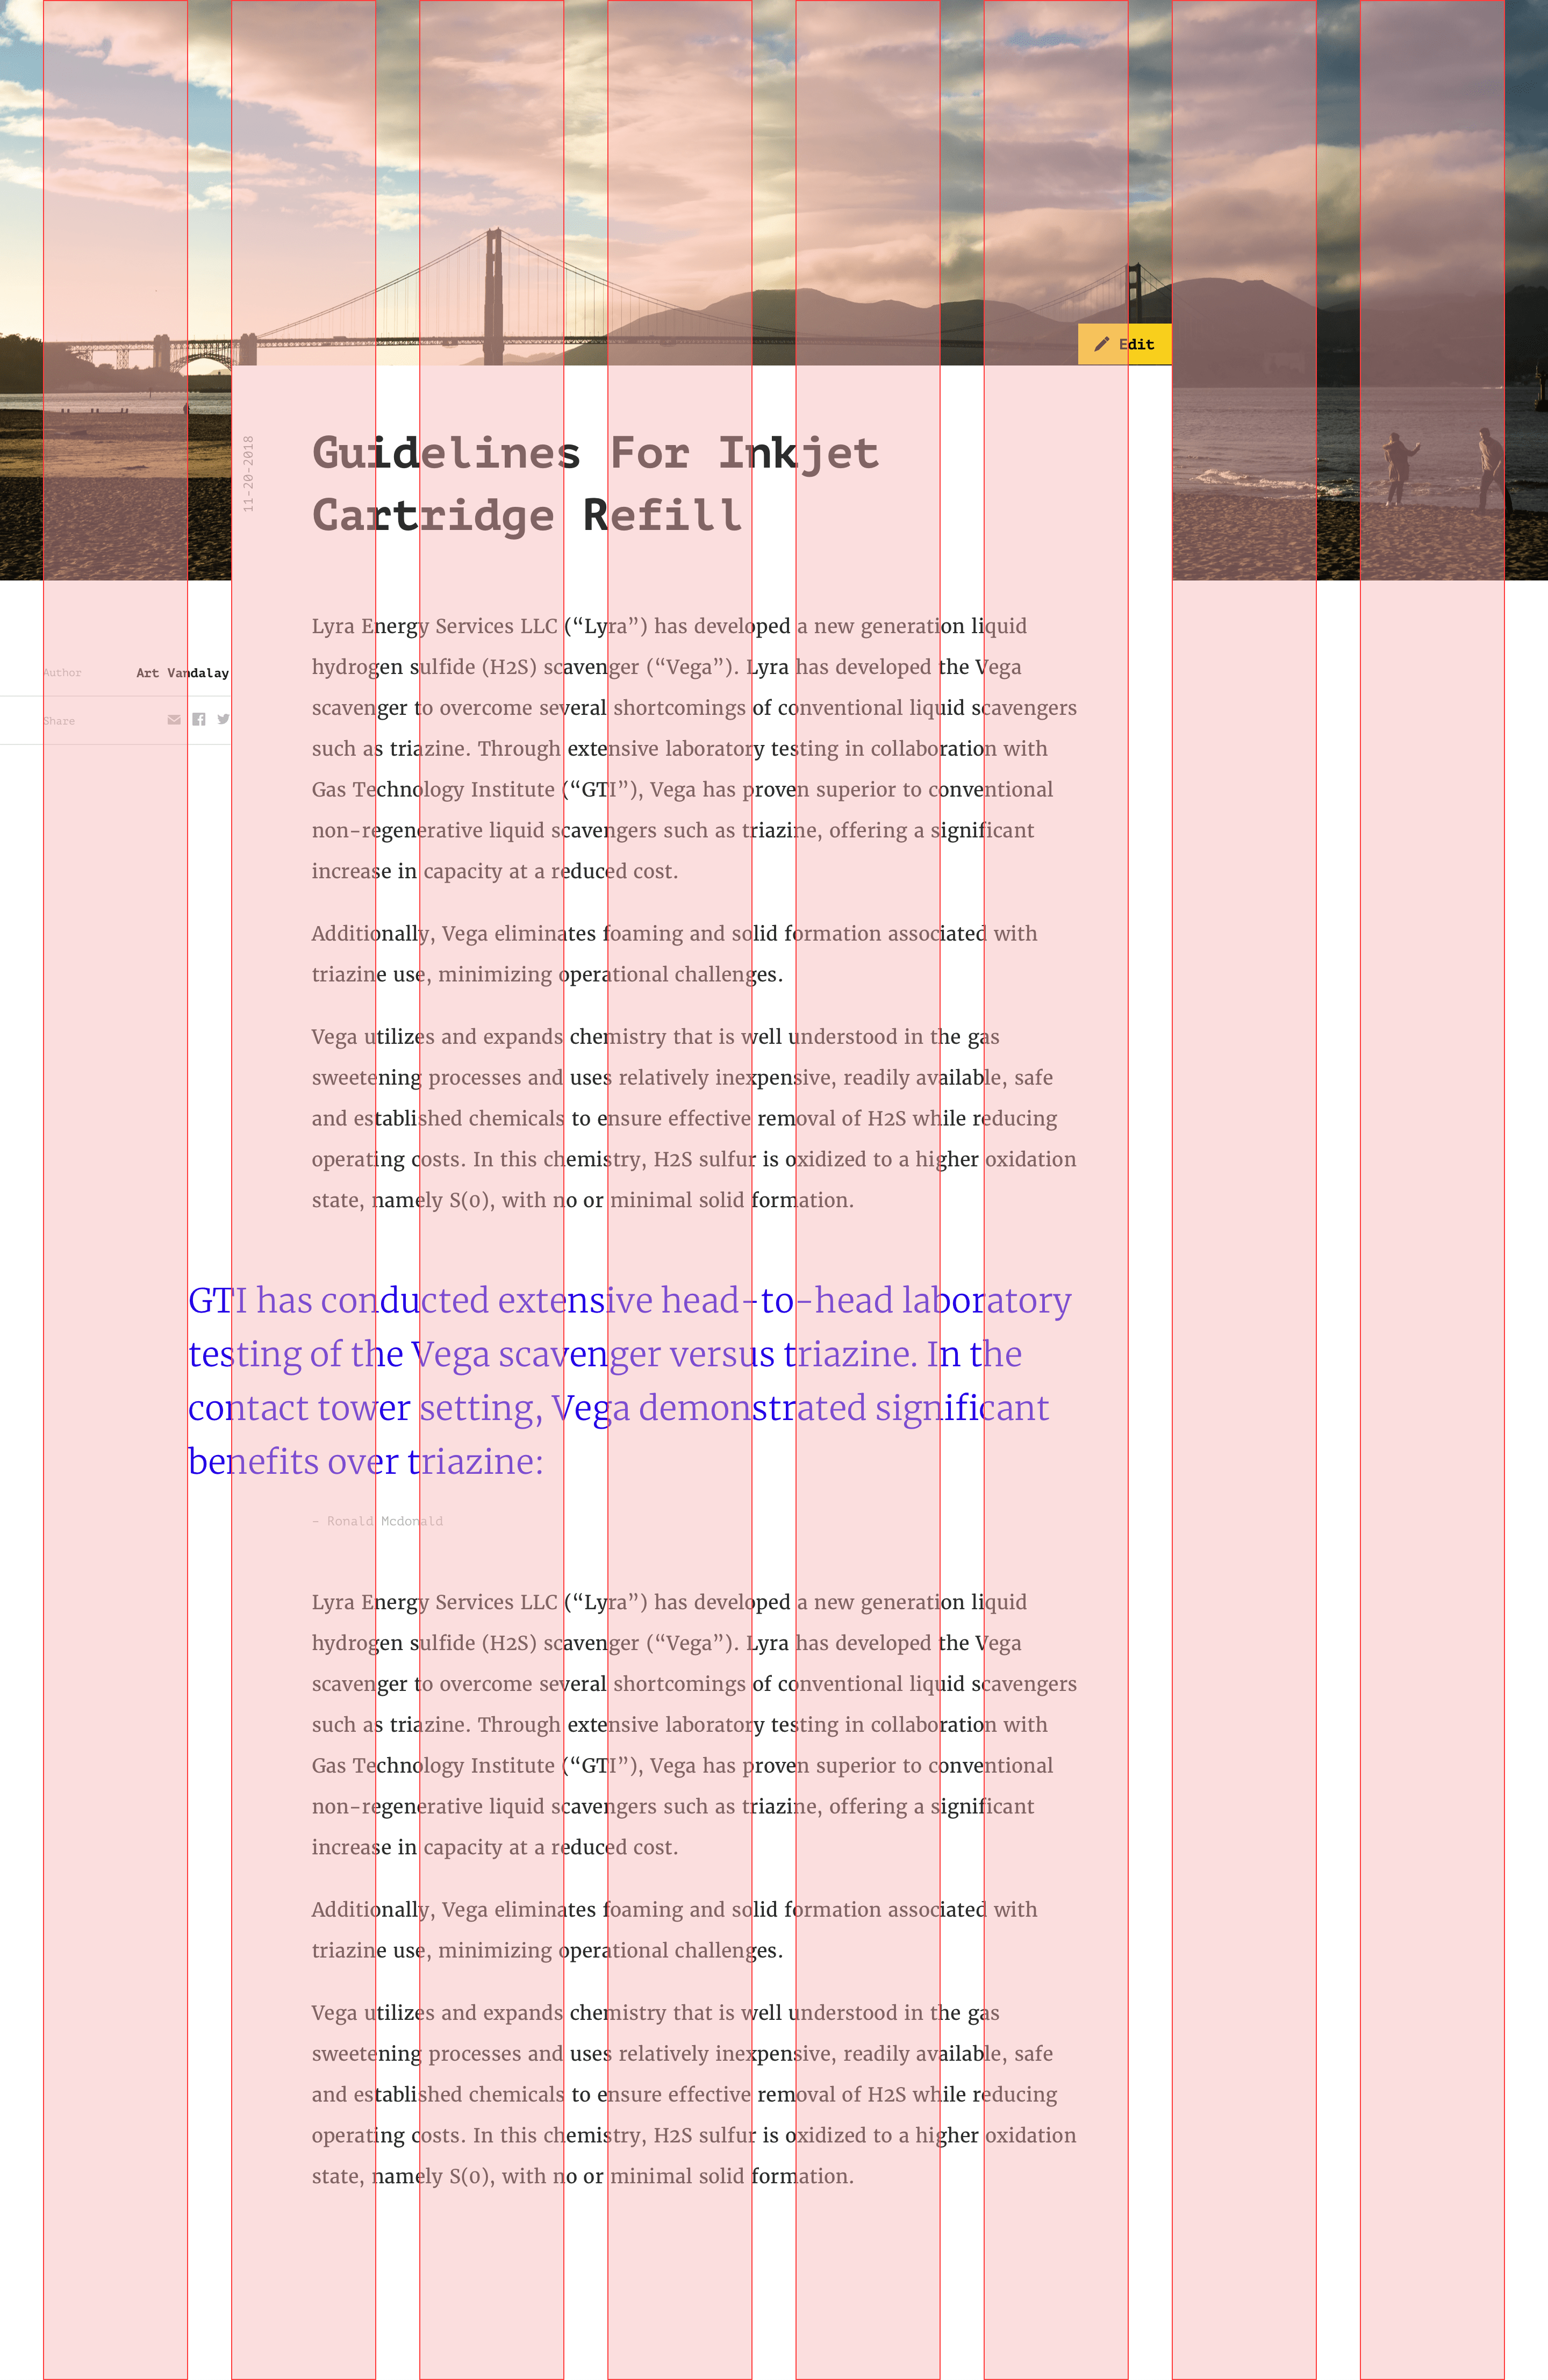 Edit
11-20-2018
Guidelines For Inkjet
Cartridge Refill
Lyra Energy Services LLC (“Lyra”) has developed a new generation liquid
hydrogen sulfide (H2S) scavenger (“Vega”). Lyra has developed the Vega
scavenger to overcome several shortcomings of conventional liquid scavengers
such as triazine. Through extensive laboratory testing in collaboration with
Gas Technology Institute (“GTI”), Vega has proven superior to conventional
non-regenerative liquid scavengers such as triazine, offering a significant
increase in capacity at a reduced cost.
Author Art Vandalay
Share
Additionally, Vega eliminates foaming and solid formation associated with
triazine use, minimizing operational challenges.
Vega utilizes and expands chemistry that is well understood in the gas
sweetening processes and uses relatively inexpensive, readily available, safe
and established chemicals to ensure effective removal of H2S while reducing
operating costs. In this chemistry, H2S sulfur is oxidized to a higher oxidation
state, namely S(0), with no or minimal solid formation.
GTI has conducted extensive head-to-head laboratory
testing of the Vega scavenger versus triazine. In the
contact tower setting, Vega demonstrated significant
benefits over triazine:
– Ronald Mcdonald
Lyra Energy Services LLC (“Lyra”) has developed a new generation liquid
hydrogen sulfide (H2S) scavenger (“Vega”). Lyra has developed the Vega
scavenger to overcome several shortcomings of conventional liquid scavengers
such as triazine. Through extensive laboratory testing in collaboration with
Gas Technology Institute (“GTI”), Vega has proven superior to conventional
non-regenerative liquid scavengers such as triazine, offering a significant
increase in capacity at a reduced cost.
Additionally, Vega eliminates foaming and solid formation associated with
triazine use, minimizing operational challenges.
Vega utilizes and expands chemistry that is well understood in the gas
sweetening processes and uses relatively inexpensive, readily available, safe
and established chemicals to ensure effective removal of H2S while reducing
operating costs. In this chemistry, H2S sulfur is oxidized to a higher oxidation
state, namely S(0), with no or minimal solid formation.